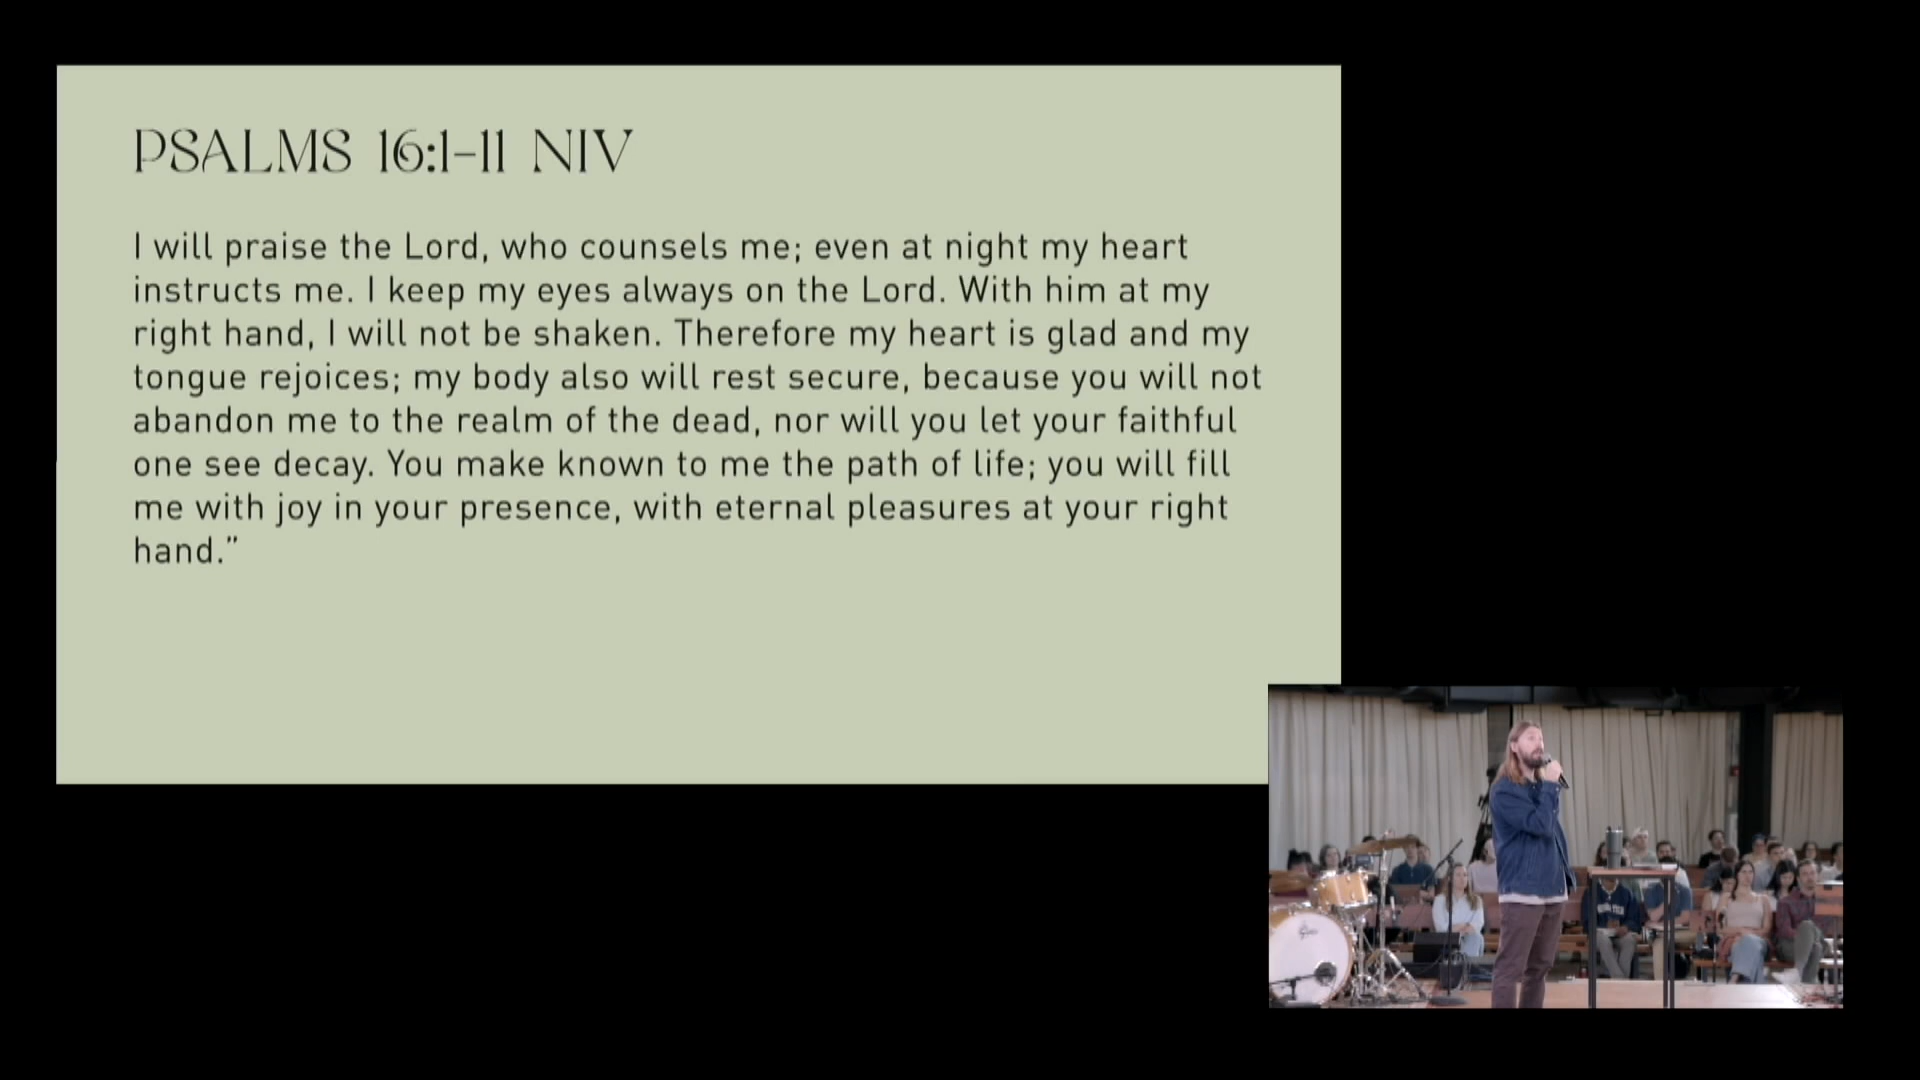 PSALMS 16:1-11 NIV
I will praise the Lord, who counsels me; even at night my heart
instructs me. I keep my eyes always on the Lord. With him at my
right hand, I will not be shaken. Therefore my heart is glad and my
tongue rejoices; my body also will rest secure, because you will not
abandon me to the realm of the dead, nor will you let your faithful
one see decay. You make known to me the path of life; you will fill
me with joy in your presence, with eternal pleasures at your right
hand.”